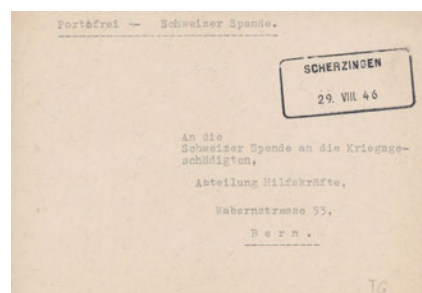 Portofrei — Schweizer Spende.
SCHERZINGEN
29. VIII. 46
An die
Schweizer Spende an die Kriegsge-
schädigten,
Abteilung Hilfskräfte,
Wabernstrasse 53,
Bern.
TG